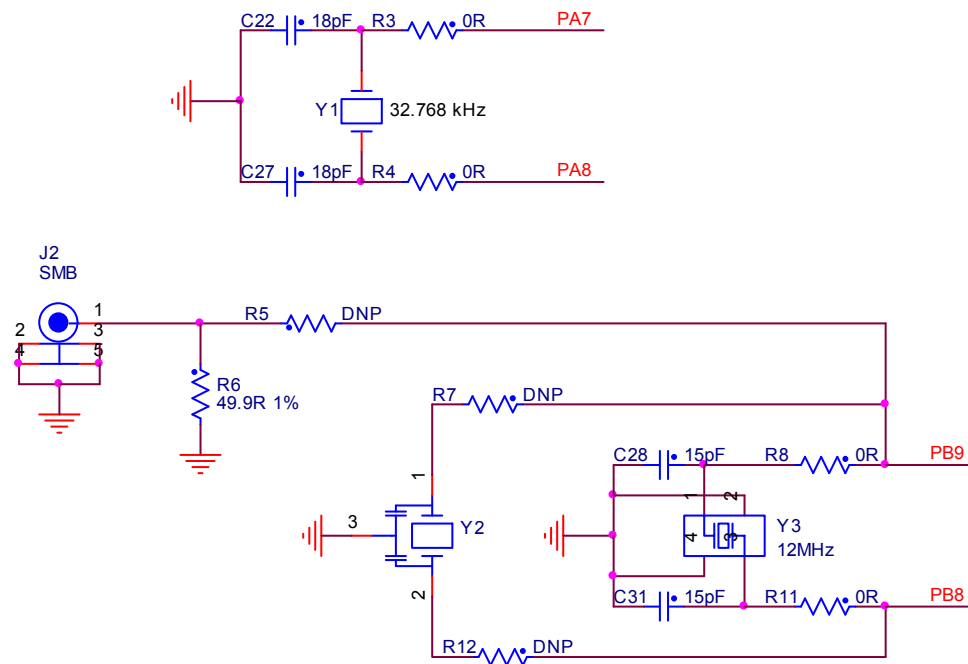 C22 18pF R3 0R PA7
Y1 32.768 kHz
C27 18pF R4 0R PA8
J2
SMB
1
2 3
4 5
R5 DNP
R6
49.9R 1%
R7 DNP
C28 15pF R8 0R PB9
1
1 2
3 Y2
4 3 Y3
12MHz
2
C31 15pF R11 0R PB8
R12 DNP